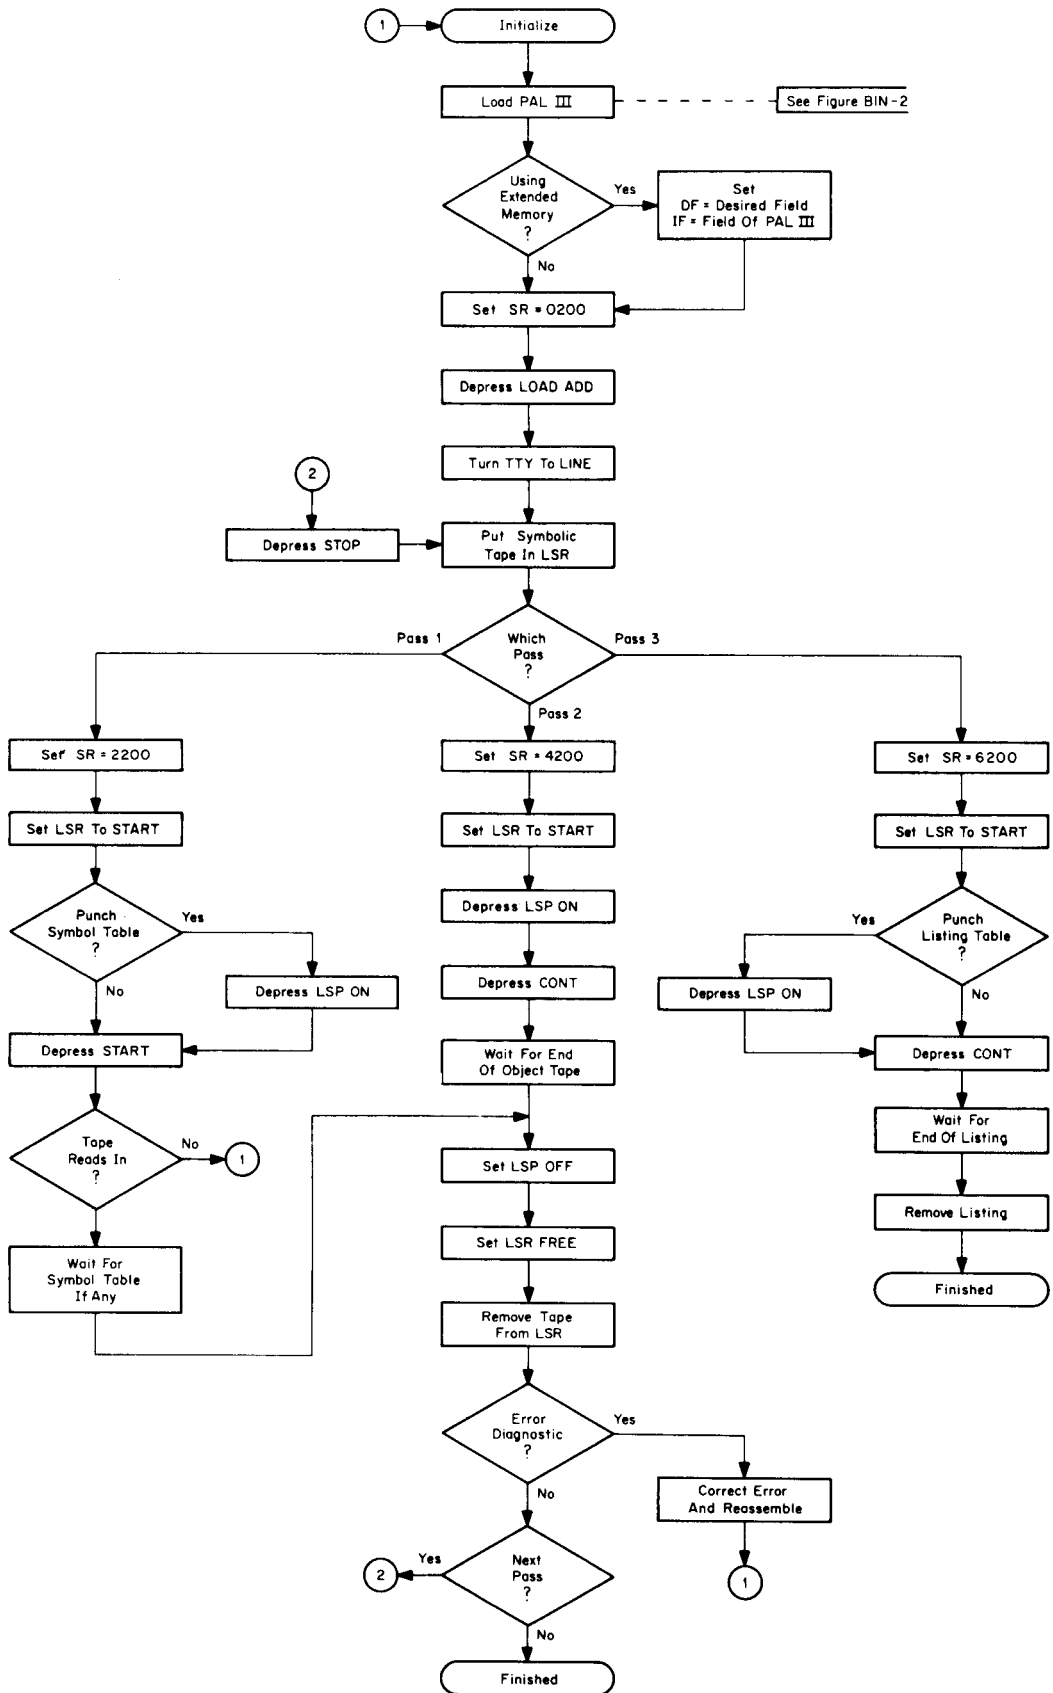 1
Initialize
Load PAL III
See Figure BIN-2
Using
Extended
Memory
?
Yes
Set
DF = Desired Field
IF = Field Of PAL III
No
Set SR = 0200
Depress LOAD ADD
Turn TTY To LINE
2
Depress STOP
Put Symbolic
Tape In LSR
Pass 1
Which
Pass
?
Pass 3
Pass 2
Set SR = 2200
Set SR = 4200
Set SR = 6200
Set LSR To START
Set LSR To START
Set LSR To START
Punch
Symbol Table
?
Yes
No
Depress LSP ON
Depress LSP ON
Yes
Punch
Listing Table
?
No
Depress LSP ON
Depress START
Depress CONT
Depress CONT
Wait For End
Of Object Tape
Tape
Reads In
?
No
1
Wait For
End Of Listing
Set LSP OFF
Remove Listing
Set LSR FREE
Wait For
Symbol Table
If Any
Finished
Remove Tape
From LSR
Error
Diagnostic
?
Yes
No
Correct Error
And Reassemble
1
Next
Pass
?
Yes
2
No
Finished